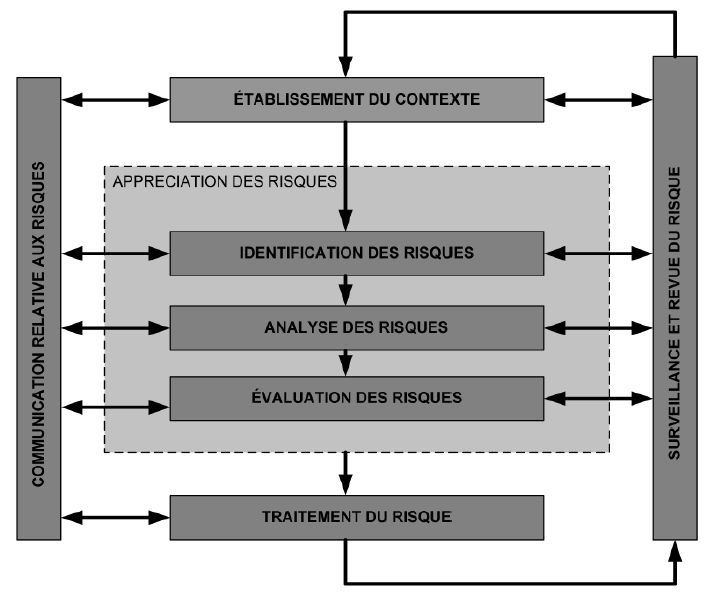 ÉTABLISSEMENT DU CONTEXTE
APPRECIATION DES RISQUES
IDENTIFICATION DES RISQUES
ANALYSE DES RISQUES
ÉVALUATION DES RISQUES
TRAITEMENT DU RISQUE
COMMUNICATION RELATIVE AUX RISQUES
SURVEILLANCE ET REVUE DU RISQUE